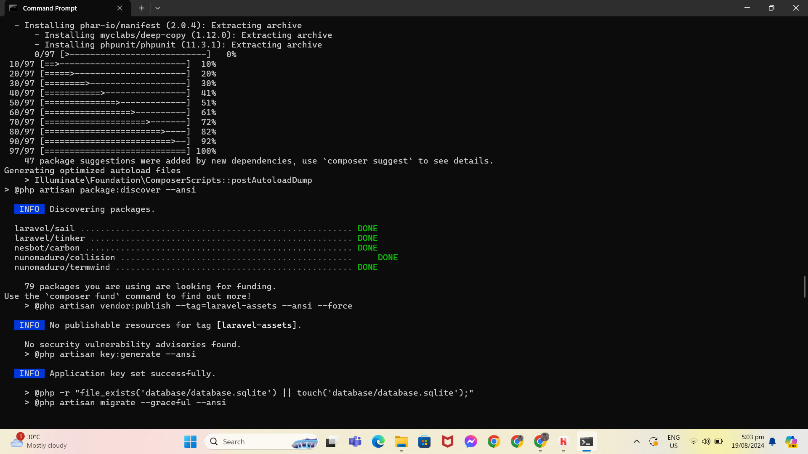 Command Prompt
- Installing phar-io/manifest (2.0.4): Extracting archive
- Installing myclabs/deep-copy (1.12.0): Extracting archive
- Installing phpunit/phpunit (11.3.1): Extracting archive
0/97 [>---------------------------]   0%
10/97 [==>-------------------------]  10%
20/97 [=====>----------------------]  20%
30/97 [========>-------------------]  30%
40/97 [===========>----------------]  41%
50/97 [==============>-------------]  51%
60/97 [=================>----------]  61%
70/97 [====================>-------]  72%
80/97 [=======================>----]  82%
90/97 [==========================>--]  92%
97/97 [============================] 100%
47 package suggestions were added by new dependencies, use `composer suggest` to see details.
Generating optimized autoload files
> Illuminate\Foundation\ComposerScripts::postAutoloadDump
> @php artisan package:discover --ansi
INFO Discovering packages.
laravel/sail ...................................................... DONE
laravel/tinker .................................................... DONE
nesbot/carbon ..................................................... DONE
nunomaduro/collision .............................................. DONE
nunomaduro/termwind ............................................... DONE
79 packages you are using are looking for funding.
Use the `composer fund` command to find out more!
> @php artisan vendor:publish --tag=laravel-assets --ansi --force
INFO No publishable resources for tag [laravel-assets].
No security vulnerability advisories found.
> @php artisan key:generate --ansi
INFO Application key set successfully.
> @php -r "file_exists('database/database.sqlite') || touch('database/database.sqlite');"
> @php artisan migrate --graceful --ansi
1
30°C
Mostly cloudy
Search
ENG
US
5:03 pm
19/08/2024